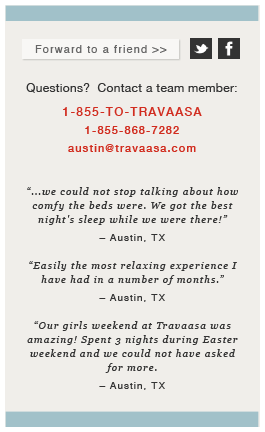 Forward to a friend >>
Questions?  Contact a team member:
1-855-TO-TRAVAASA
1-855-868-7282
austin@travaasa.com
“...we could not stop talking about how
comfy the beds were. We got the best
night's sleep while we were there!”
– Austin, TX
“Easily the most relaxing experience I
have had in a number of months.”
– Austin, TX
“Our girls weekend at Travaasa was
amazing! Spent 3 nights during Easter
weekend and we could not have asked
for more.
– Austin, TX